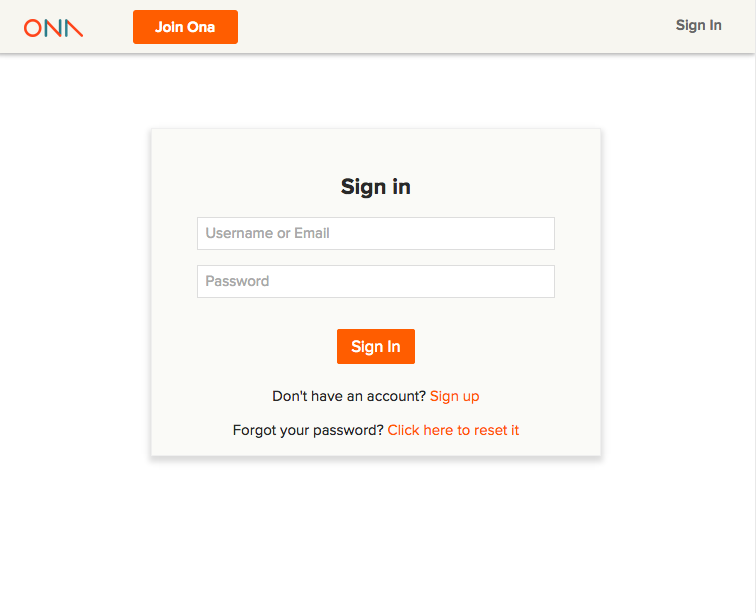 ONA
Join Ona
Sign In
Sign in
Username or Email
Password
Sign In
Don't have an account? Sign up
Forgot your password? Click here to reset it